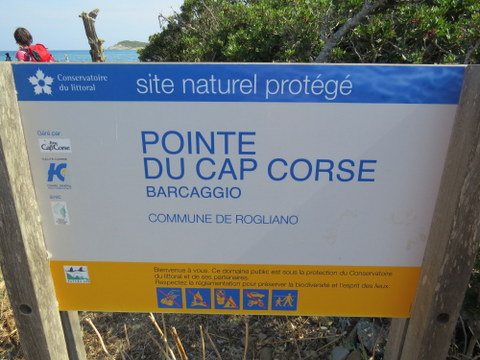 Conservatoire
du littoral
site naturel protégé
Géré par
Cap Corse
POINTE
DU CAP CORSE
BARCAGGIO
COMMUNE DE ROGLIANO
Bienvenue à vous. Ce domaine public est sous la protection du Conservatoire
du littoral et de ses partenaires.
Respectez la réglementation pour préserver la biodiversité et l'esprit des lieux.